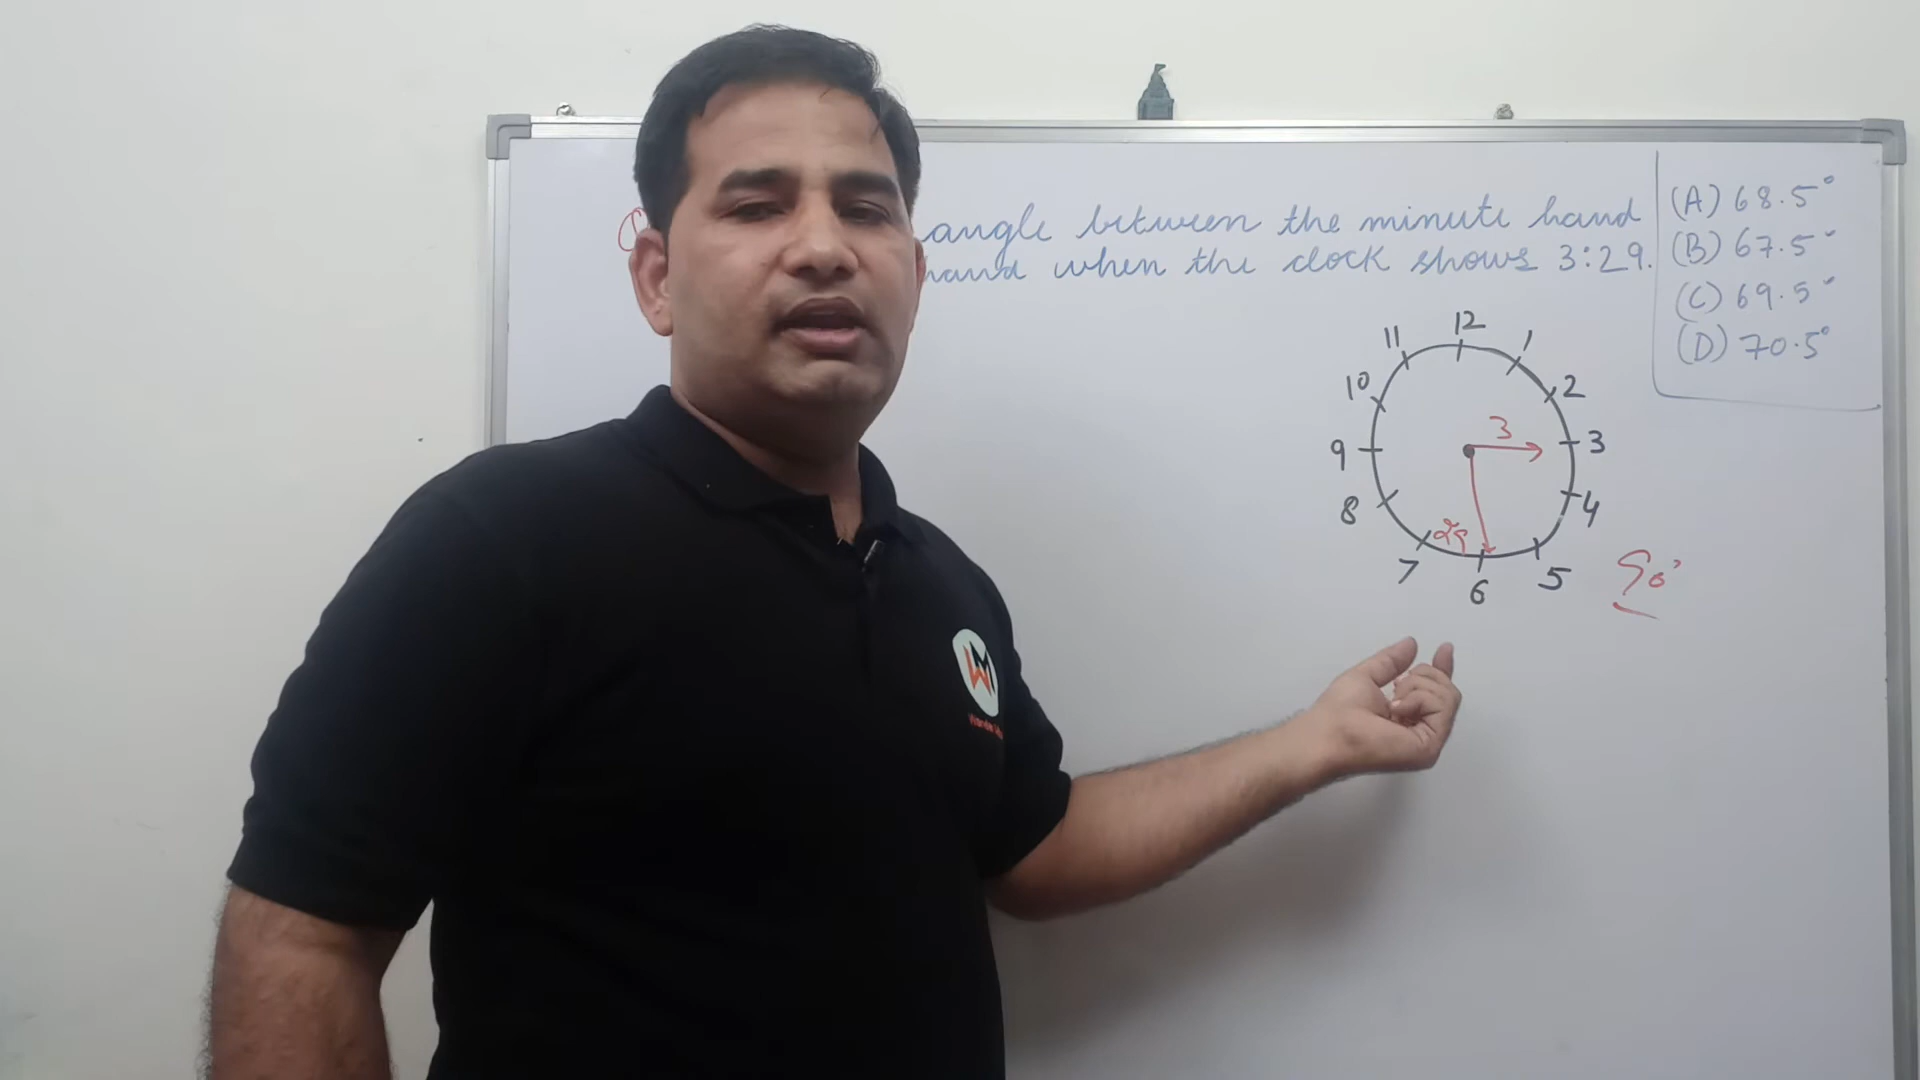 angle between the minute hand
hand when the clock shows 3:29.
(A) 68.5°
(B) 67.5°
(C) 69.5°
(D) 70.5°
12
11
1
10
2
9
3
3
8
4
29
7
6
5
90°
WM